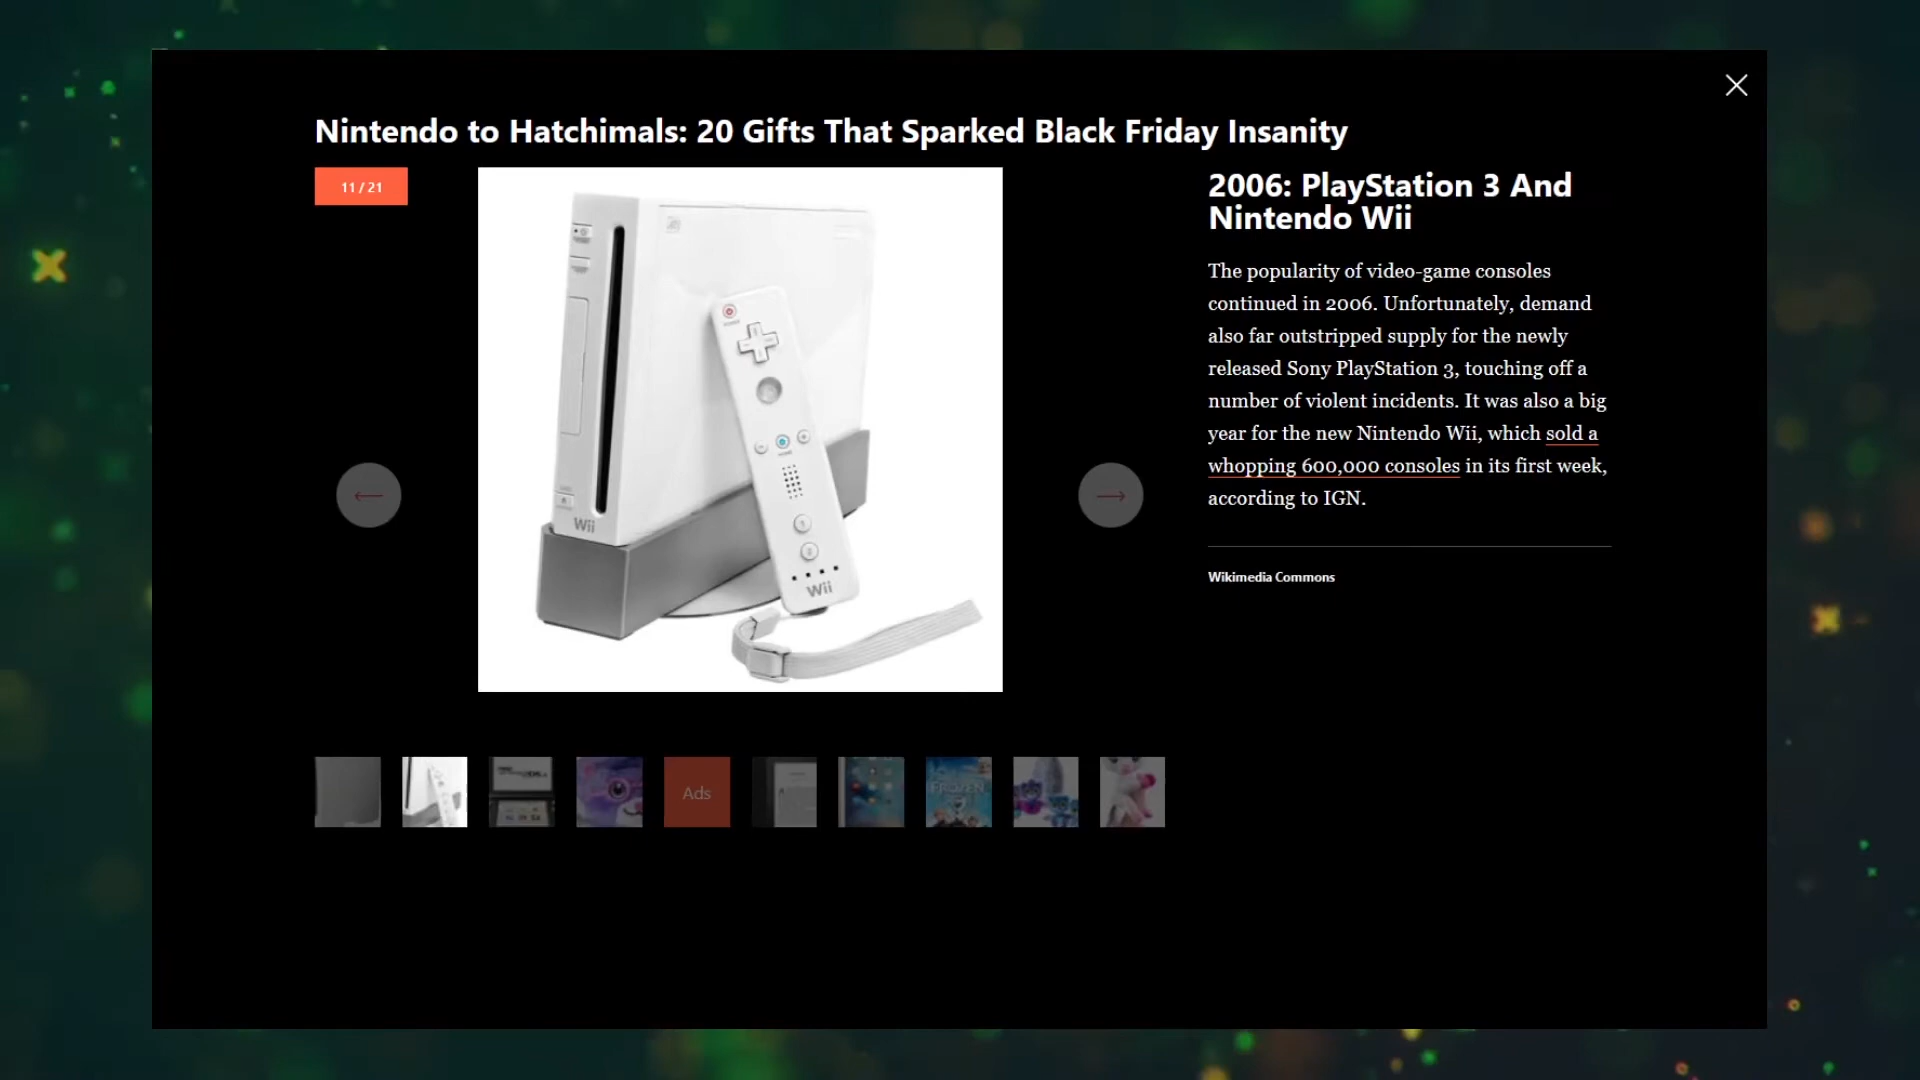 Nintendo to Hatchimals: 20 Gifts That Sparked Black Friday Insanity
11 / 21
2006: PlayStation 3 And
Nintendo Wii
The popularity of video-game consoles
continued in 2006. Unfortunately, demand
also far outstripped supply for the newly
released Sony PlayStation 3, touching off a
number of violent incidents. It was also a big
year for the new Nintendo Wii, which sold a
whopping 600,000 consoles in its first week,
according to IGN.
Wikimedia Commons
Wii
Wii
Ads
FROZEN